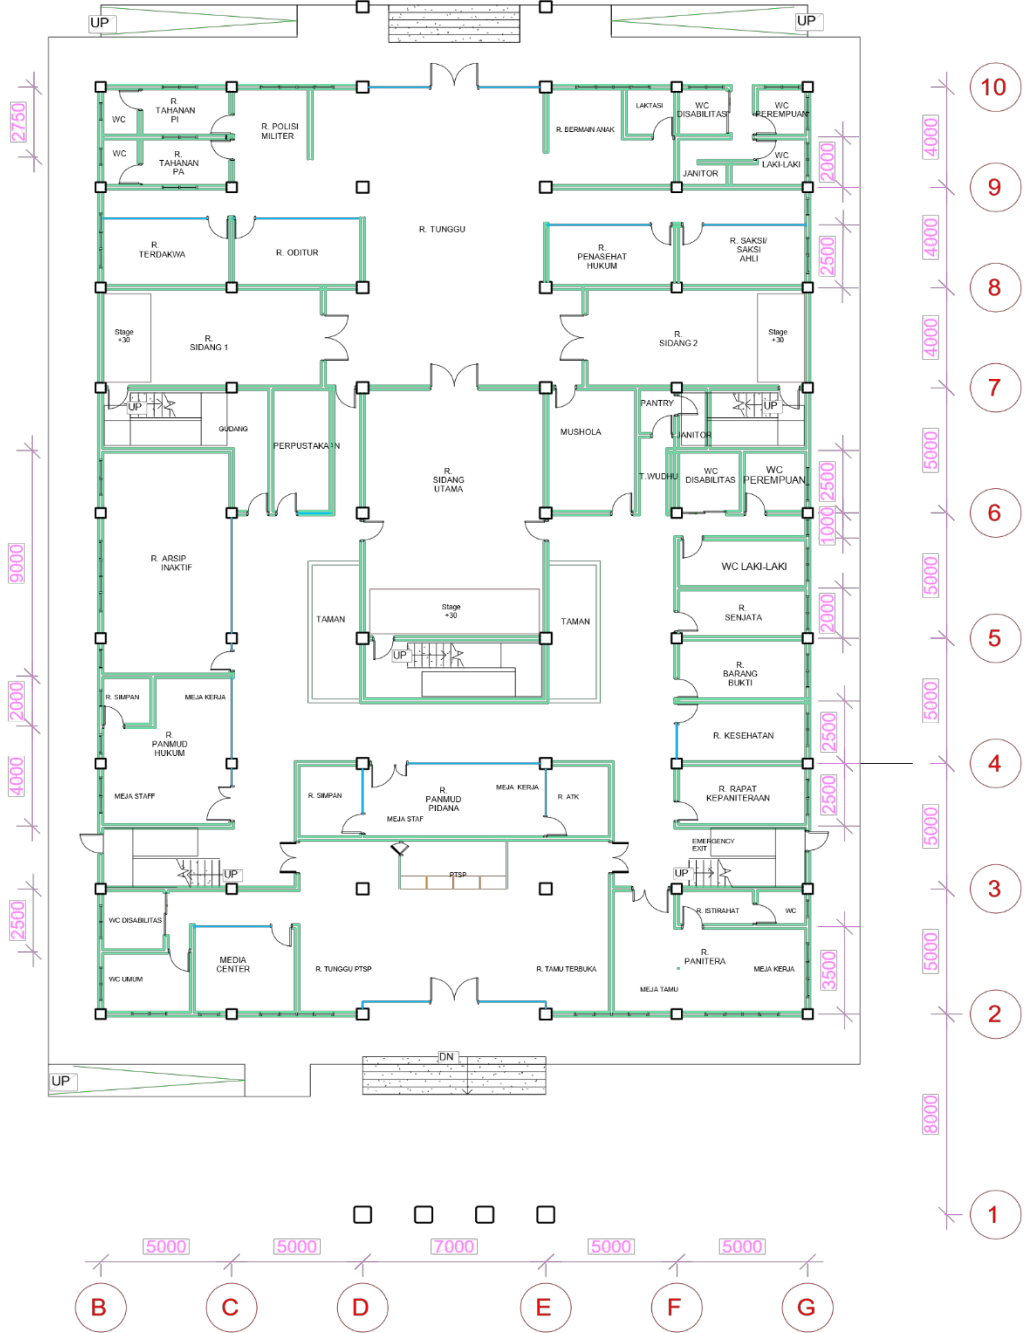 UP
UP
10
R.
TAHANAN
PI
WC
R. POLISI
MILITER
LAKTASI
R. BERMAIN ANAK
WC
DISABILITAS
WC
PEREMPUAN
2750
4000
WC
R.
TAHANAN
PA
WC
LAKI-LAKI
JANITOR
2000
9
R. TUNGGU
R.
TERDAKWA
R. ODITUR
R.
PENASEHAT
HUKUM
R. SAKSI/
SAKSI
AHLI
2500
4000
8
Stage
+30
R.
SIDANG 1
R.
SIDANG 2
Stage
+30
4000
7
UP
GUDANG
PERPUSTAKAAN
MUSHOLA
PANTRY
JANITOR
UP
5000
R.
SIDANG
UTAMA
T.WUDHU
WC
DISABILITAS
WC
PEREMPUAN
2500
6
1000
9000
R. ARSIP
INAKTIF
WC LAKI-LAKI
5000
TAMAN
Stage
+30
TAMAN
R.
SENJATA
2000
5
UP
R.
BARANG
BUKTI
5000
2000
R. SIMPAN
MEJA KERJA
R.
PANMUD
HUKUM
R. KESEHATAN
2500
4
4000
MEJA STAFF
R. SIMPAN
R.
PANMUD
PIDANA
MEJA STAF
MEJA KERJA
R. ATK
R. RAPAT
KEPANITERAAN
2500
5000
EMERGENCY
EXIT
UP
PTSP
UP
3
2500
WC DISABILITAS
R. ISTIRAHAT
WC
MEDIA
CENTER
R. TUNGGU PTSP
R. TAMU TERBUKA
R.
PANITERA
MEJA KERJA
WC UMUM
MEJA TAMU
3500
5000
2
DN
UP
8000
1
5000
5000
7000
5000
5000
B
C
D
E
F
G